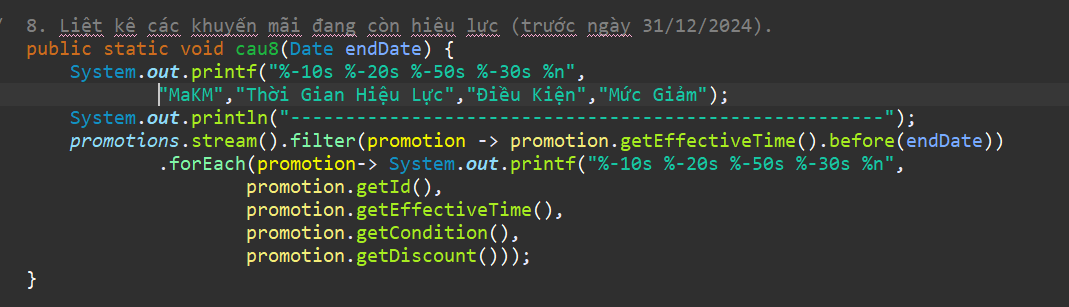 / 8. Liệt kê các khuyến mãi đang còn hiệu lực (trước ngày 31/12/2024).
public static void cau8(Date endDate) {
    System.out.printf("%-10s %-20s %-50s %-30s %n",
            "MaKM","Thời Gian Hiệu Lực","Điều Kiện","Mức Giảm");
    System.out.println("------------------------------------------------------");
    promotions.stream().filter(promotion -> promotion.getEffectiveTime().before(endDate))
            .forEach(promotion-> System.out.printf("%-10s %-20s %-50s %-30s %n",
                    promotion.getId(),
                    promotion.getEffectiveTime(),
                    promotion.getCondition(),
                    promotion.getDiscount()));
}